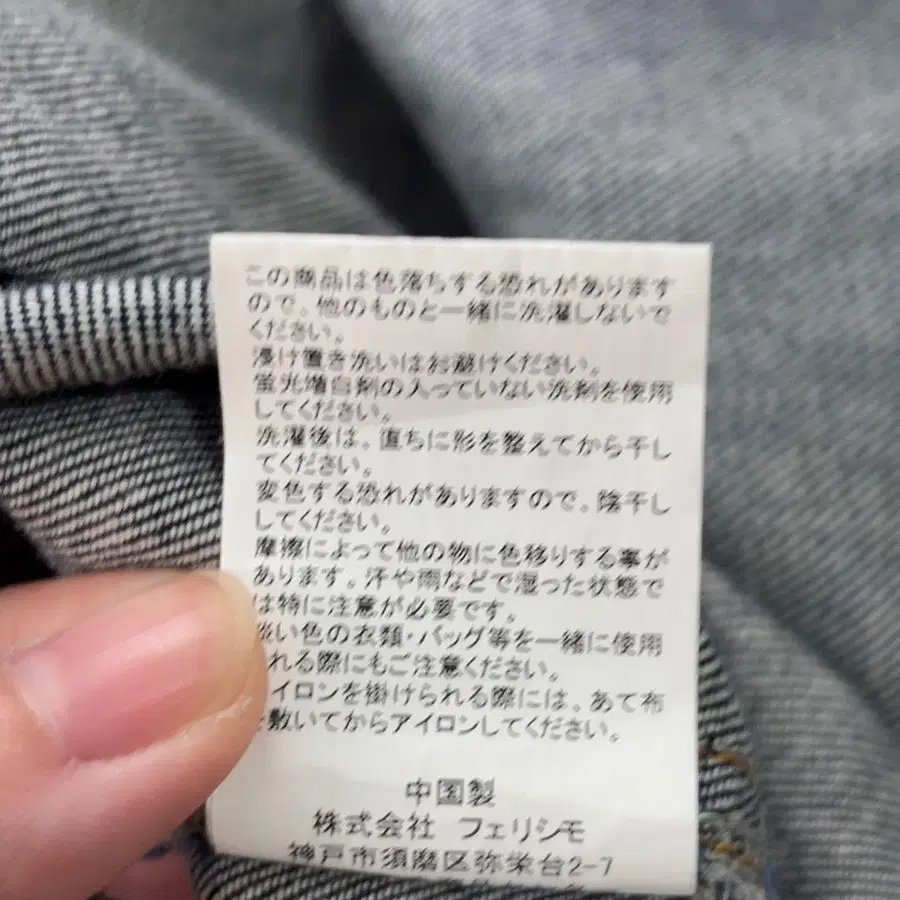 この商品は色落ちする恐れがあります
ので、他のものと一緒に洗濯しないで
ください。
浸け置き洗いはお避けください。
蛍光増白剤の入っていない洗剤を使用
してください。
洗濯後は、直ちに形を整えてから干し
てください。
変色する恐れがありますので、陰干し
してください。
摩擦によって他の物に色移りする事が
あります。汗や雨などで湿った状態で
は特に注意が必要です。
淡い色の衣類・バッグ等を一緒に使用
れる際にもご注意ください。
イロンを掛けられる際には、あて布
敷いてからアイロンしてください。
中国製
株式会社 フェリシモ
神戸市須磨区弥栄台2-7